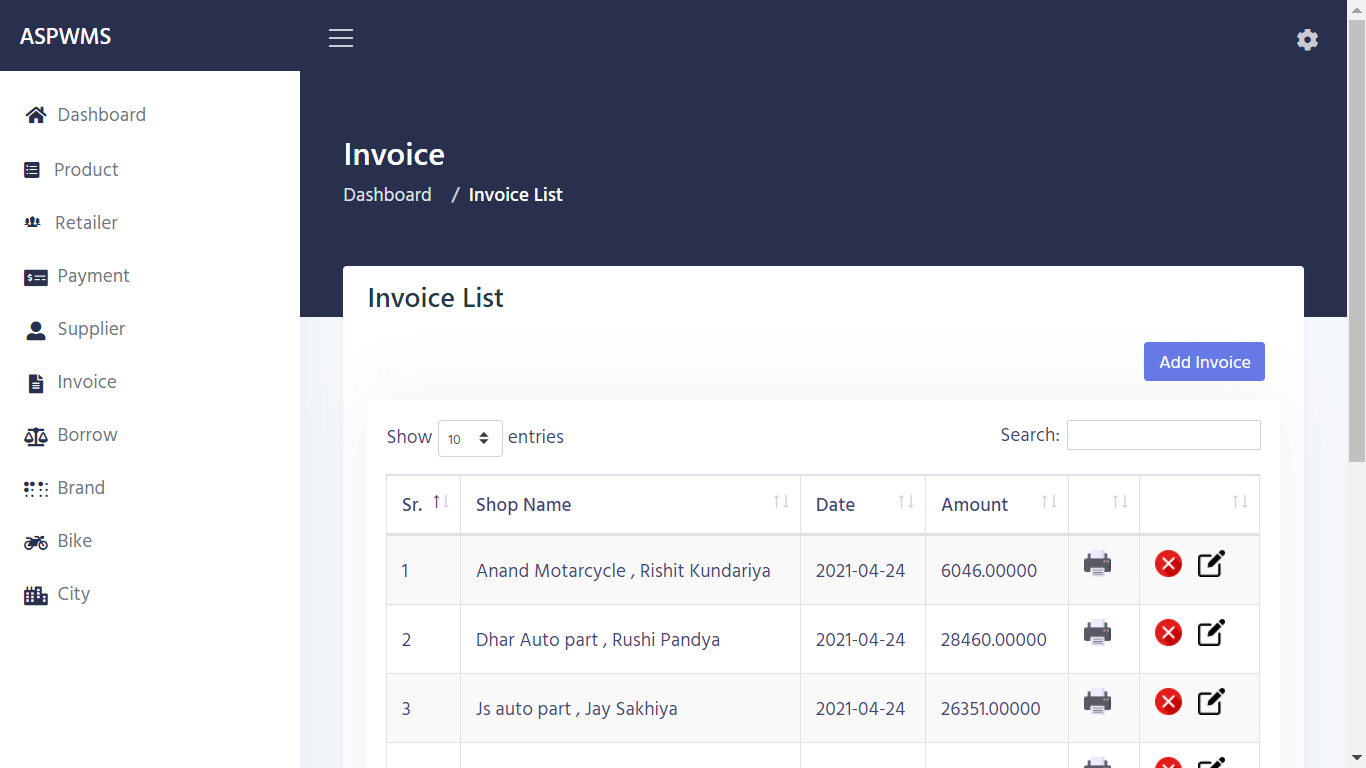 ASPWMS
Dashboard
Product
Retailer
Payment
Supplier
Invoice
Borrow
Brand
Bike
City
Invoice
Dashboard / Invoice List
Invoice List
Add Invoice
Show 10 entries Search:
Sr. Shop Name Date Amount
1 Anand Motarcycle , Rishit Kundariya 2021-04-24 6046.00000
2 Dhar Auto part , Rushi Pandya 2021-04-24 28460.00000
3 Js auto part , Jay Sakhiya 2021-04-24 26351.00000